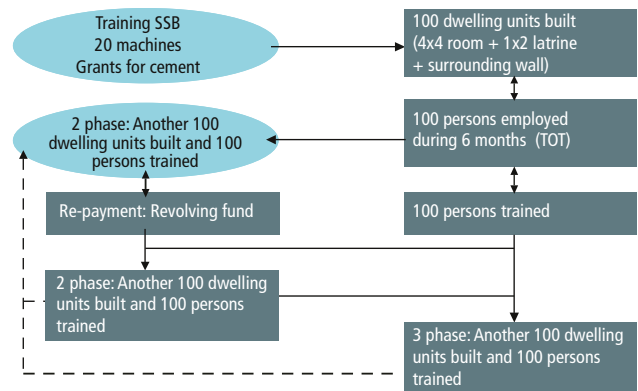 Training SSB
20 machines
Grants for cement
100 dwelling units built
(4x4 room + 1x2 latrine
+ surrounding wall)
2 phase: Another 100
dwelling units built and 100
persons trained
100 persons employed
during 6 months (TOT)
Re-payment: Revolving fund
100 persons trained
2 phase: Another 100 dwelling
units built and 100 persons
trained
3 phase: Another 100 dwelling
units built and 100 persons
trained